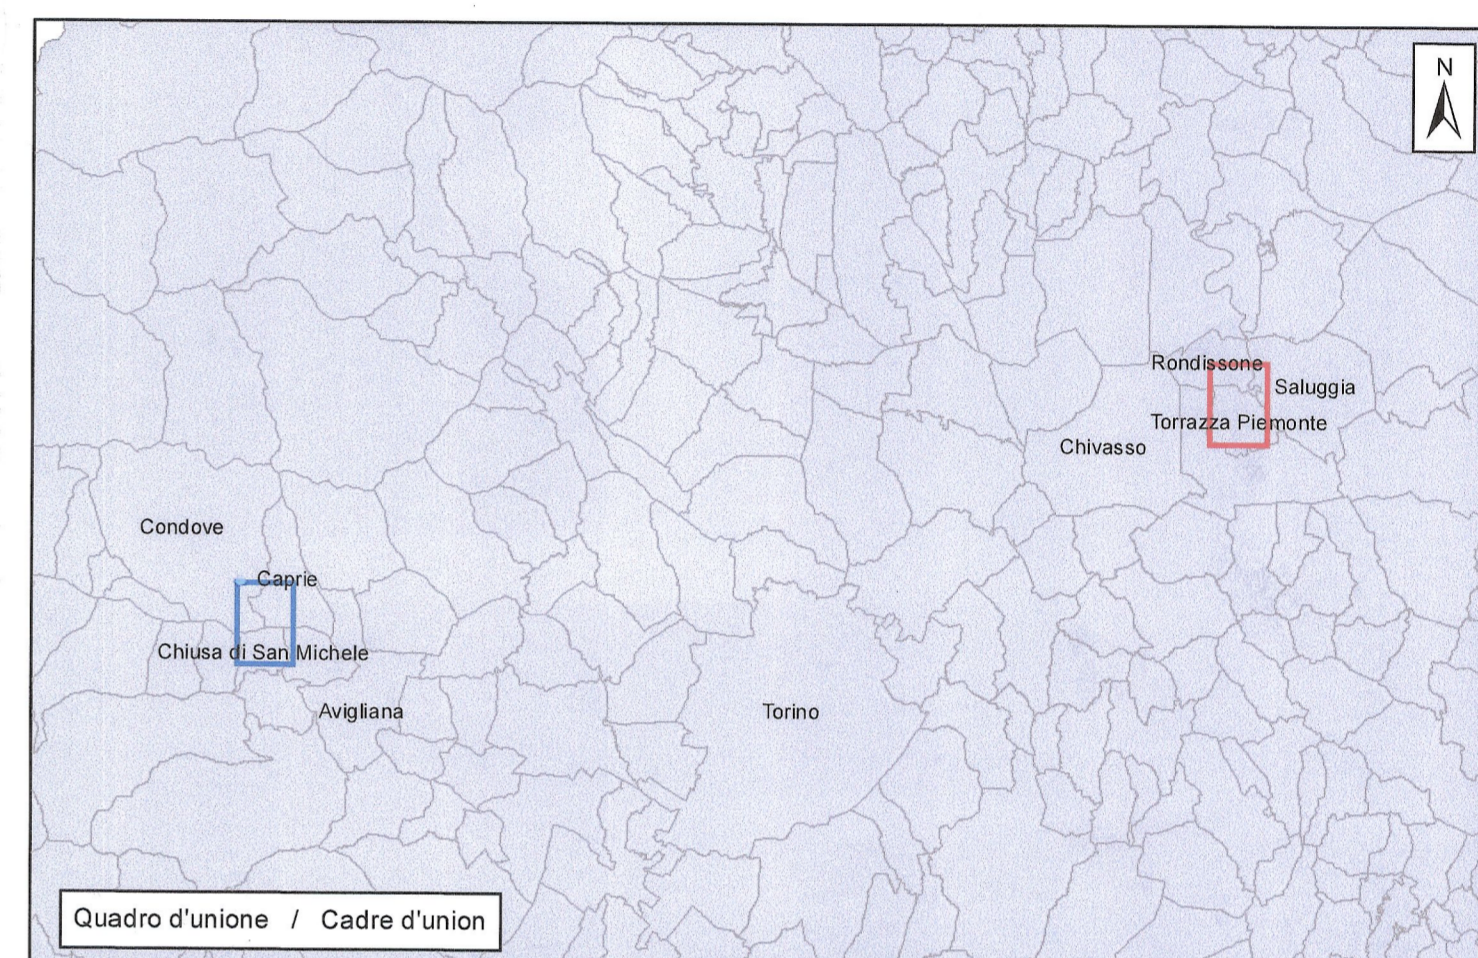 N
Rondissone
Saluggia
Torrazza Piemonte
Chivasso
Condove
Caprie
Chiusa di San Michele
Avigliana
Torino
Quadro d'unione / Cadre d'union